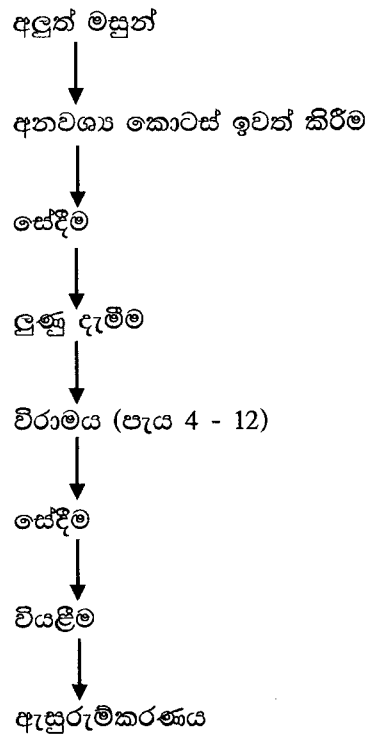 අලුත් මසුන්
අනවශ්‍ය කොටස් ඉවත් කිරීම
සේදීම
ලුණු දැමීම
විරාමය (පැය 4 - 12)
සේදීම
වියළීම
ඇසුරුම්කරණය